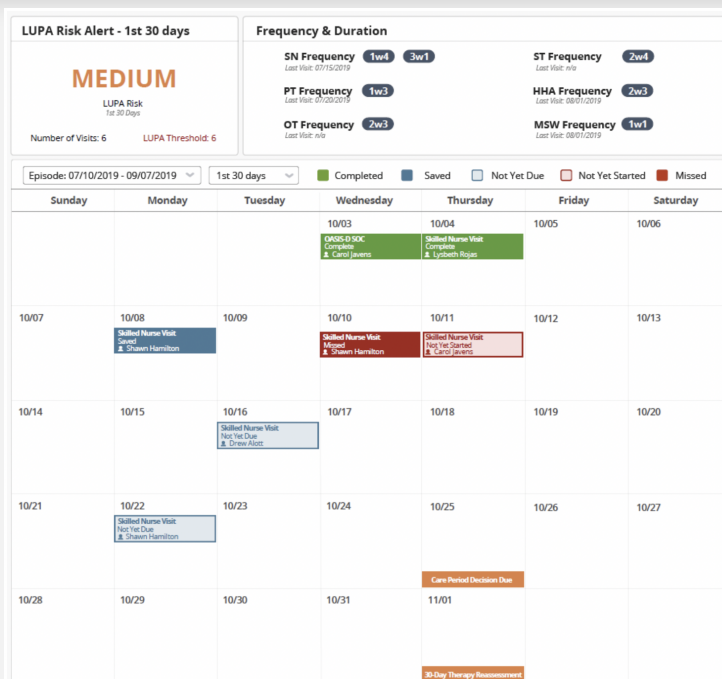 LUPA Risk Alert - 1st 30 days
MEDIUM
LUPA Risk
1st 30 Days
Number of Visits: 6 LUPA Threshold: 6
Frequency & Duration
SN Frequency 1w4 3w1
Last Visit: 07/15/2019
PT Frequency 1w3
Last Visit: 07/20/2019
OT Frequency 2w3
Last Visit: n/a
ST Frequency 2w4
Last Visit: n/a
HHA Frequency 2w3
Last Visit: 08/01/2019
MSW Frequency 1w1
Last Visit: 08/01/2019
Episode: 07/10/2019 - 09/07/2019 1st 30 days Completed Saved Not Yet Due Not Yet Started Missed
Sunday Monday Tuesday Wednesday Thursday Friday Saturday
10/03 10/04 10/05 10/06
OASIS-D SOC
Complete
Carol Javens
Skilled Nurse Visit
Complete
Lysbeth Rojas
10/07 10/08 10/09 10/10 10/11 10/12 10/13
Skilled Nurse Visit
Saved
Shawn Hamilton
Skilled Nurse Visit
Missed
Shawn Hamilton
Skilled Nurse Visit
Not Yet Started
Carol Javens
10/14 10/15 10/16 10/17 10/18 10/19 10/20
Skilled Nurse Visit
Not Yet Due
Drew Alott
10/21 10/22 10/23 10/24 10/25 10/26 10/27
Skilled Nurse Visit
Not Yet Due
Shawn Hamilton
Care Period Decision Due
10/28 10/29 10/30 10/31 11/01
30-Day Therapy Reassessment